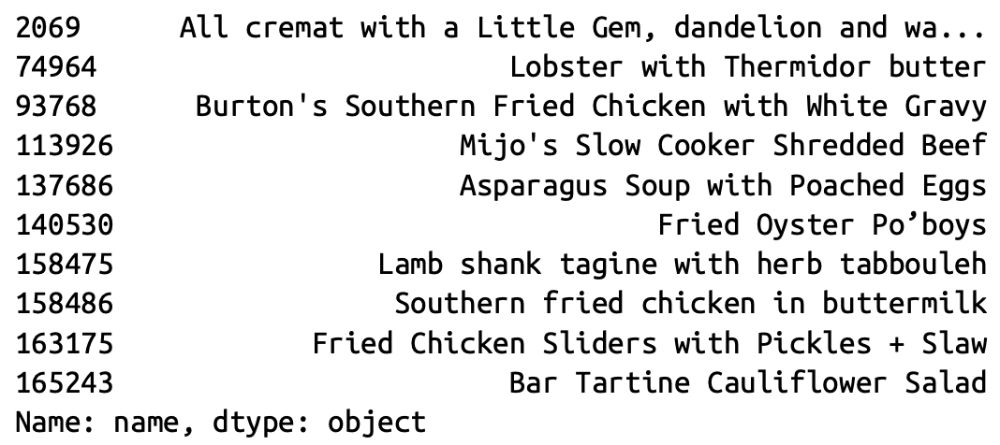 2069 All cremat with a Little Gem, dandelion and wa...
74964 Lobster with Thermidor butter
93768 Burton's Southern Fried Chicken with White Gravy
113926 Mijo's Slow Cooker Shredded Beef
137686 Asparagus Soup with Poached Eggs
140530 Fried Oyster Po’boys
158475 Lamb shank tagine with herb tabbouleh
158486 Southern fried chicken in buttermilk
163175 Fried Chicken Sliders with Pickles + Slaw
165243 Bar Tartine Cauliflower Salad
Name: name, dtype: object